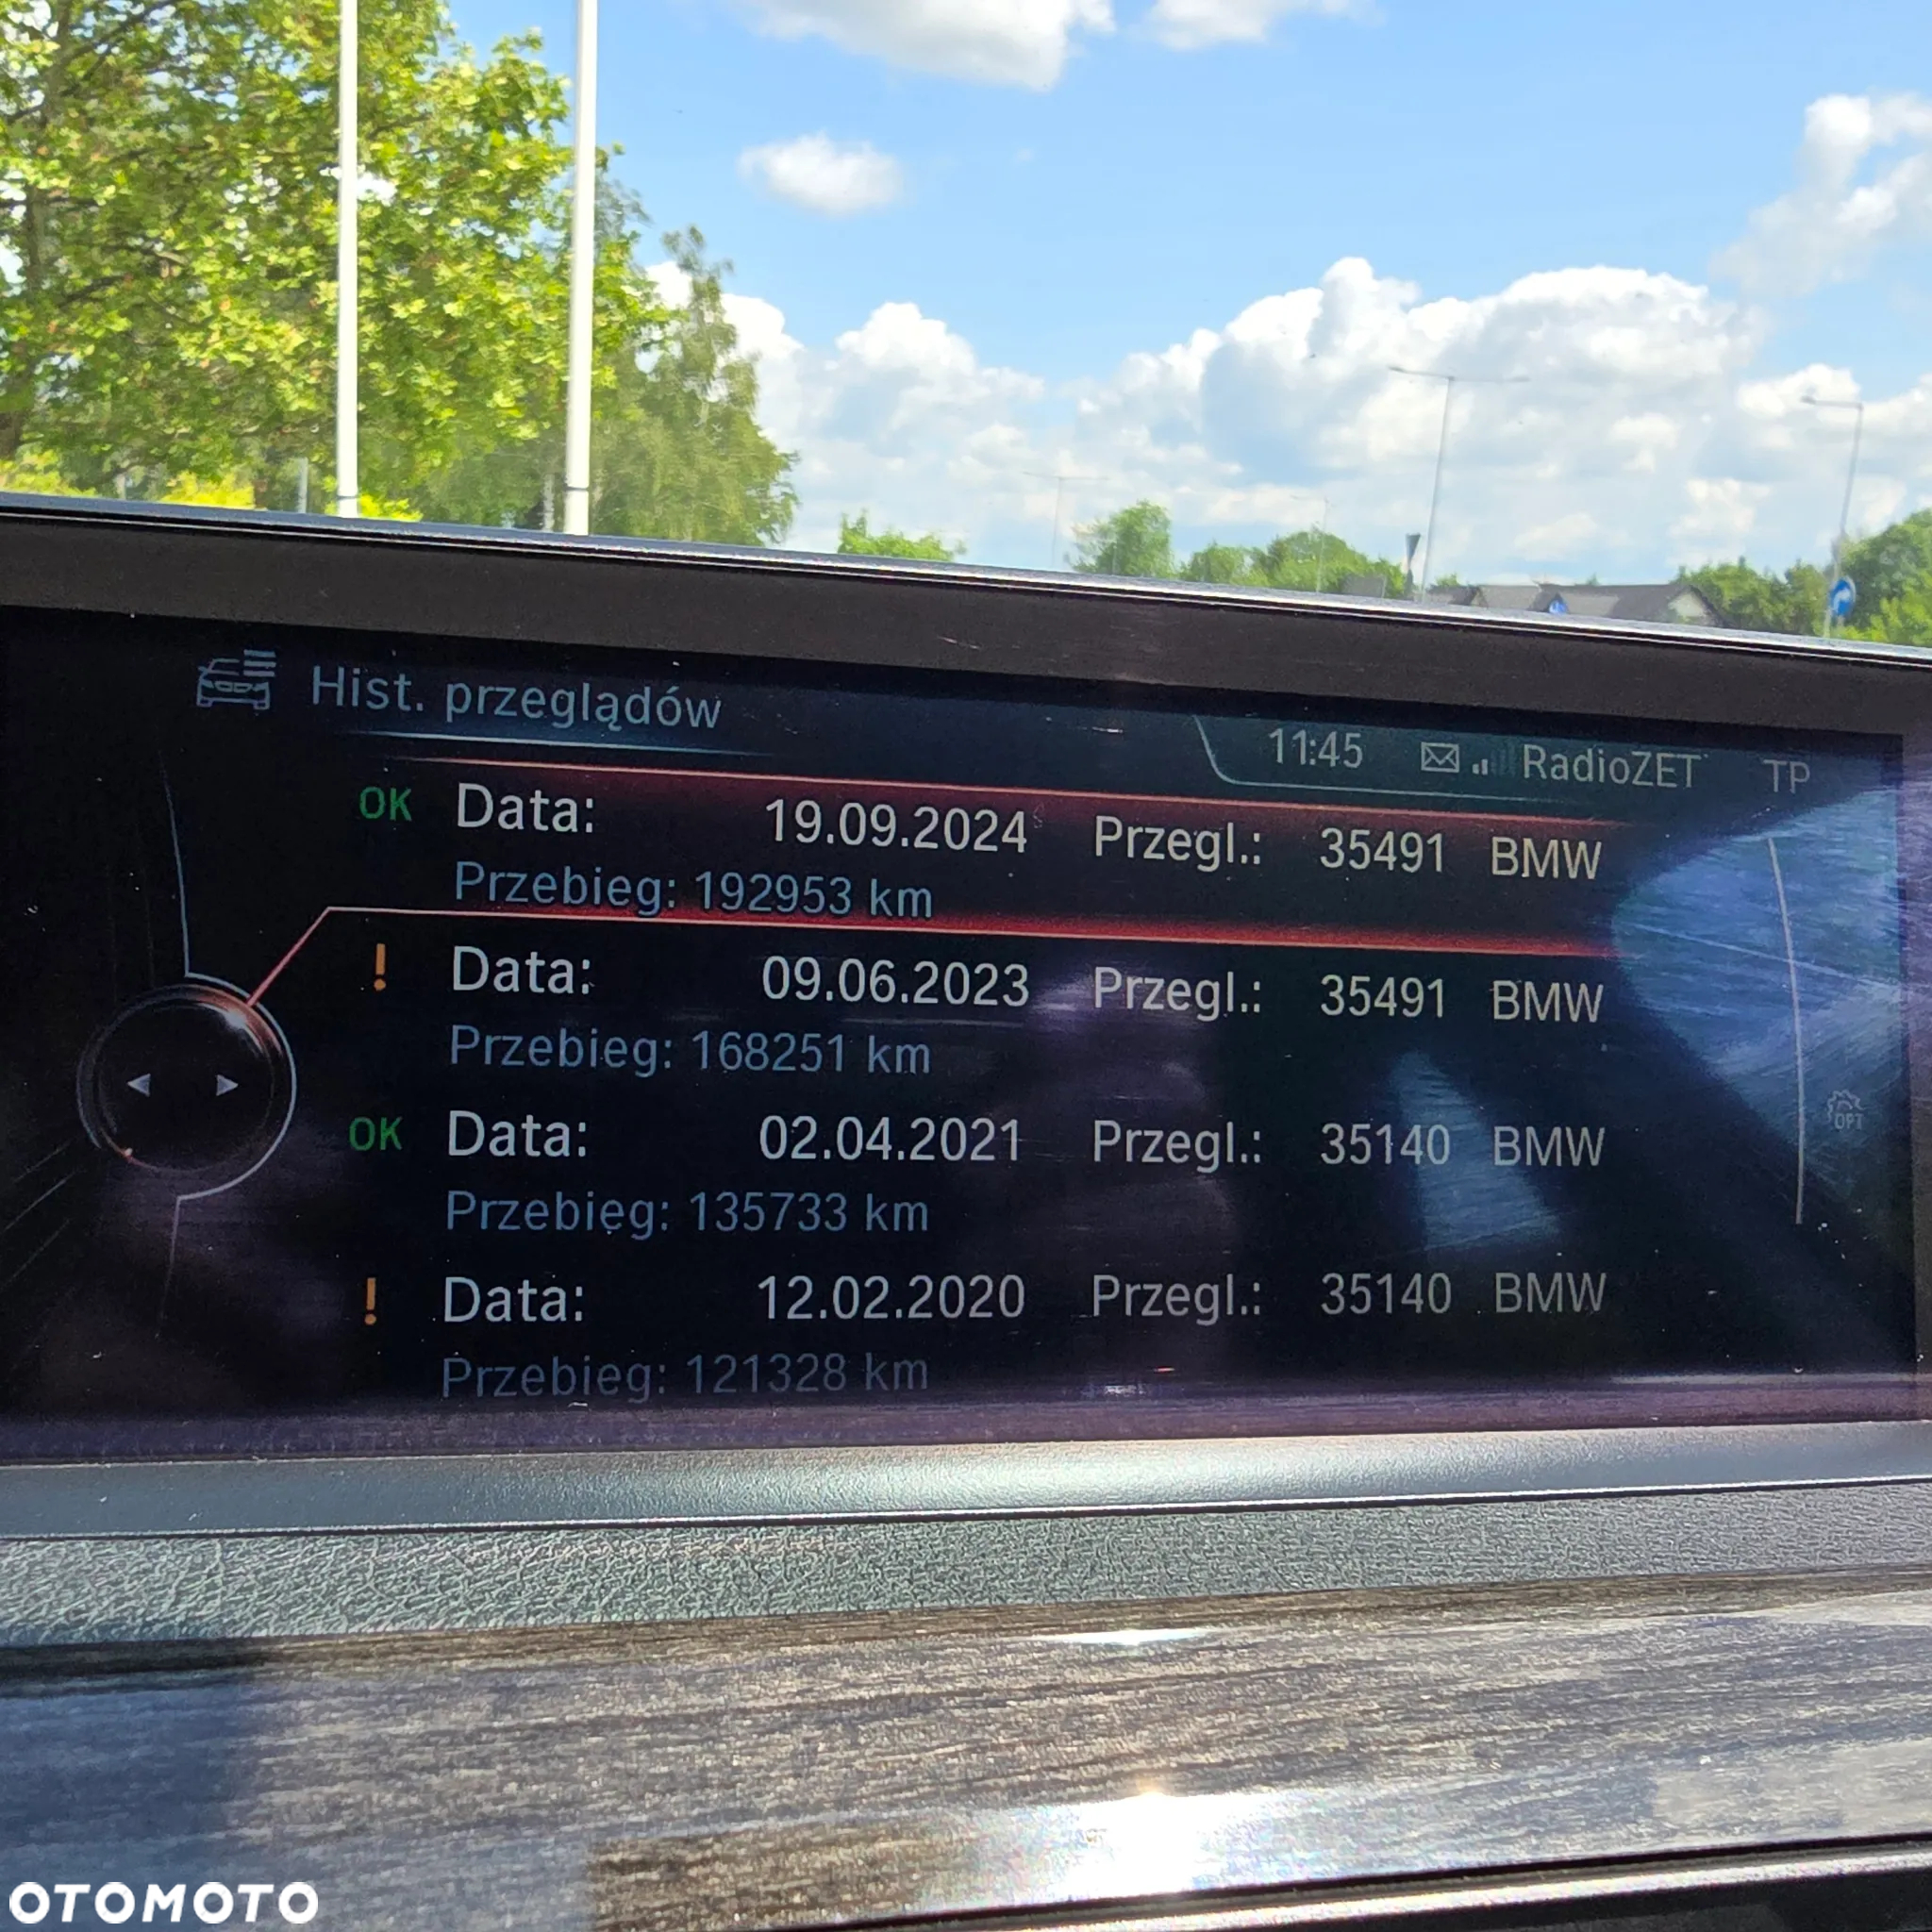 Hist. przeglądów
11:45 RadioZET TP
OK Data: 19.09.2024 Przegl.: 35491 BMW
Przebieg: 192953 km
! Data: 09.06.2023 Przegl.: 35491 BMW
Przebieg: 168251 km
OK Data: 02.04.2021 Przegl.: 35140 BMW
Przebieg: 135733 km
OPT
! Data: 12.02.2020 Przegl.: 35140 BMW
Przebieg: 121328 km
OTOMOTO